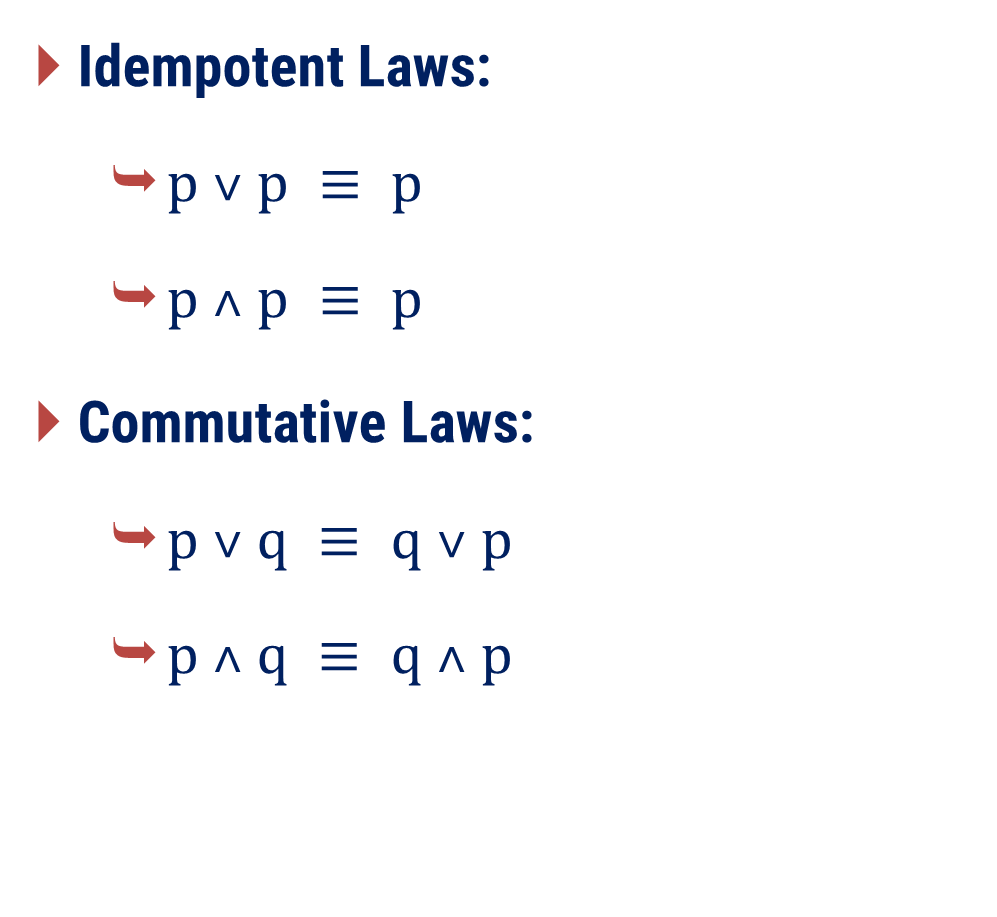 Idempotent Laws:
p ∨ p ≡ p
p ∧ p ≡ p
Commutative Laws:
p ∨ q ≡ q ∨ p
p ∧ q ≡ q ∧ p